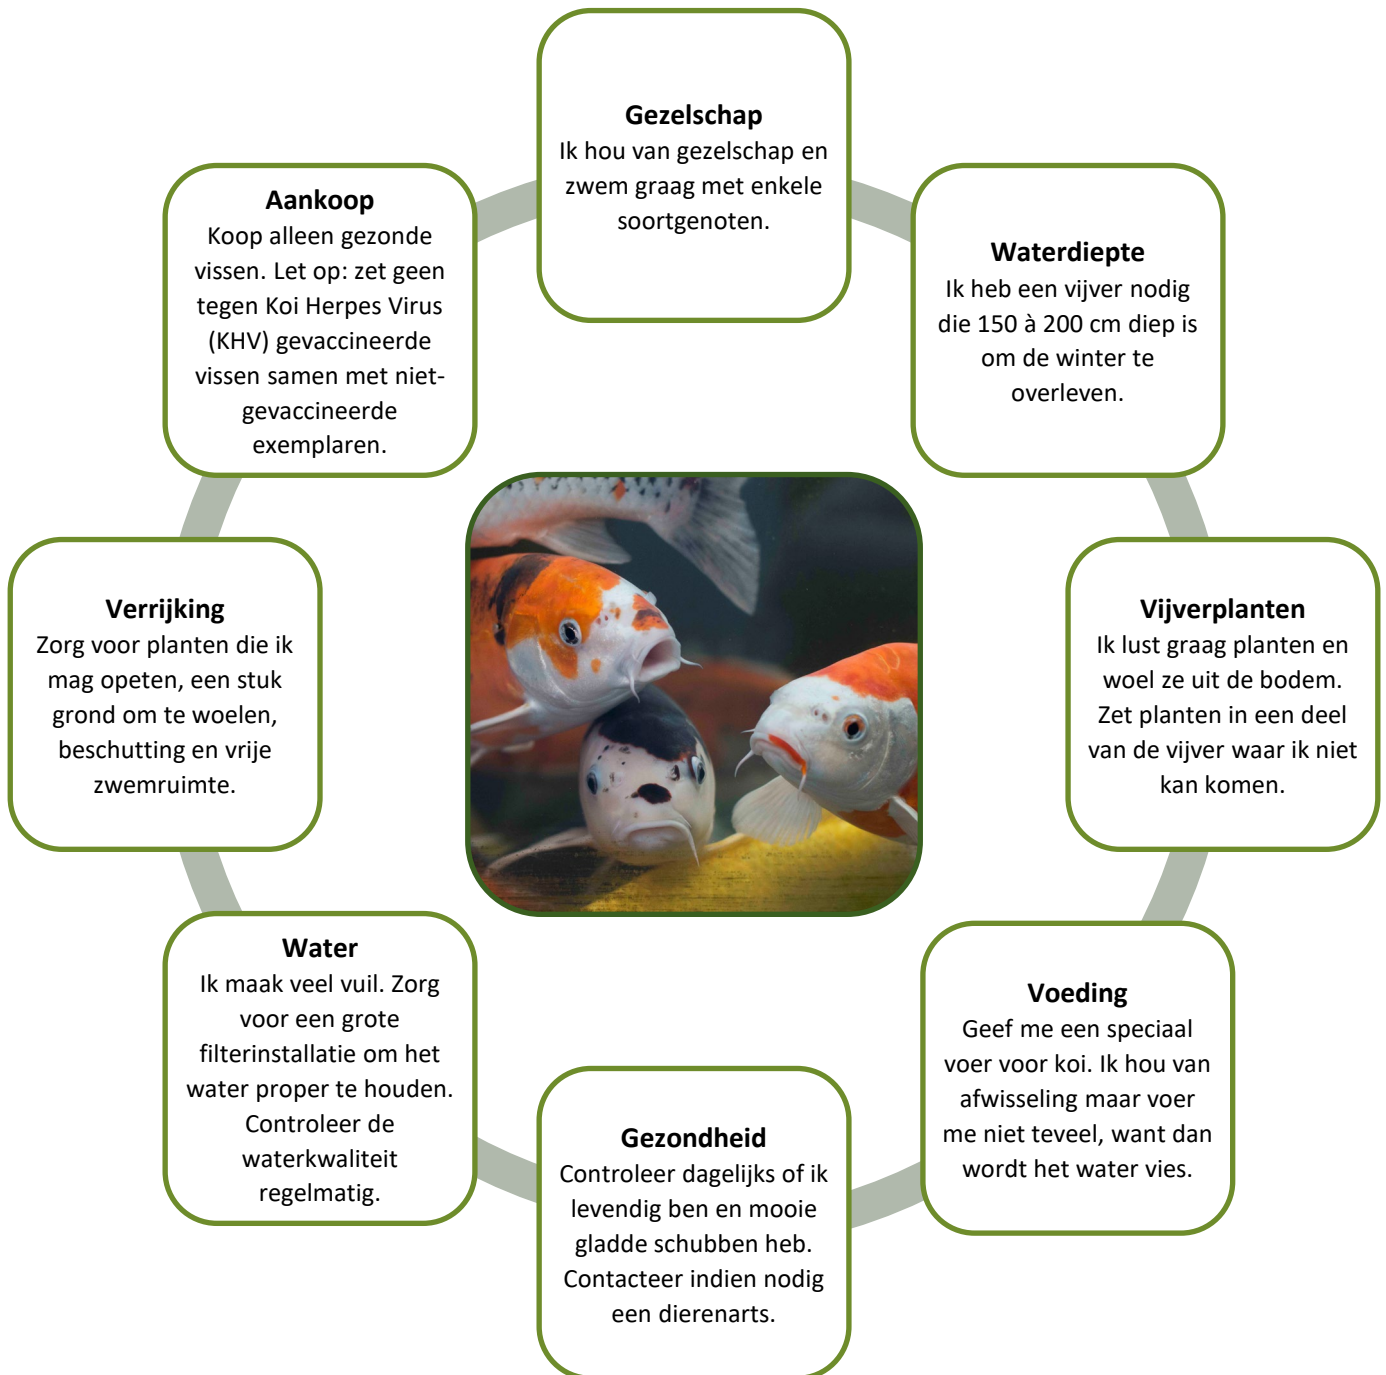 Gezelschap
Ik hou van gezelschap en
zwem graag met enkele
soortgenoten.
Waterdiepte
Ik heb een vijver nodig
die 150 à 200 cm diep is
om de winter te
overleven.
Vijverplanten
Ik lust graag planten en
woel ze uit de bodem.
Zet planten in een deel
van de vijver waar ik niet
kan komen.
Voeding
Geef me een speciaal
voer voor koi. Ik hou van
afwisseling maar voer
me niet teveel, want dan
wordt het water vies.
Gezondheid
Controleer dagelijks of ik
levendig ben en mooie
gladde schubben heb.
Contacteer indien nodig
een dierenarts.
Water
Ik maak veel vuil. Zorg
voor een grote
filterinstallatie om het
water proper te houden.
Controleer de
waterkwaliteit
regelmatig.
Verrijking
Zorg voor planten die ik
mag opeten, een stuk
grond om te woelen,
beschutting en vrije
zwemruimte.
Aankoop
Koop alleen gezonde
vissen. Let op: zet geen
tegen Koi Herpes Virus
(KHV) gevaccineerde
vissen samen met niet-
gevaccineerde
exemplaren.